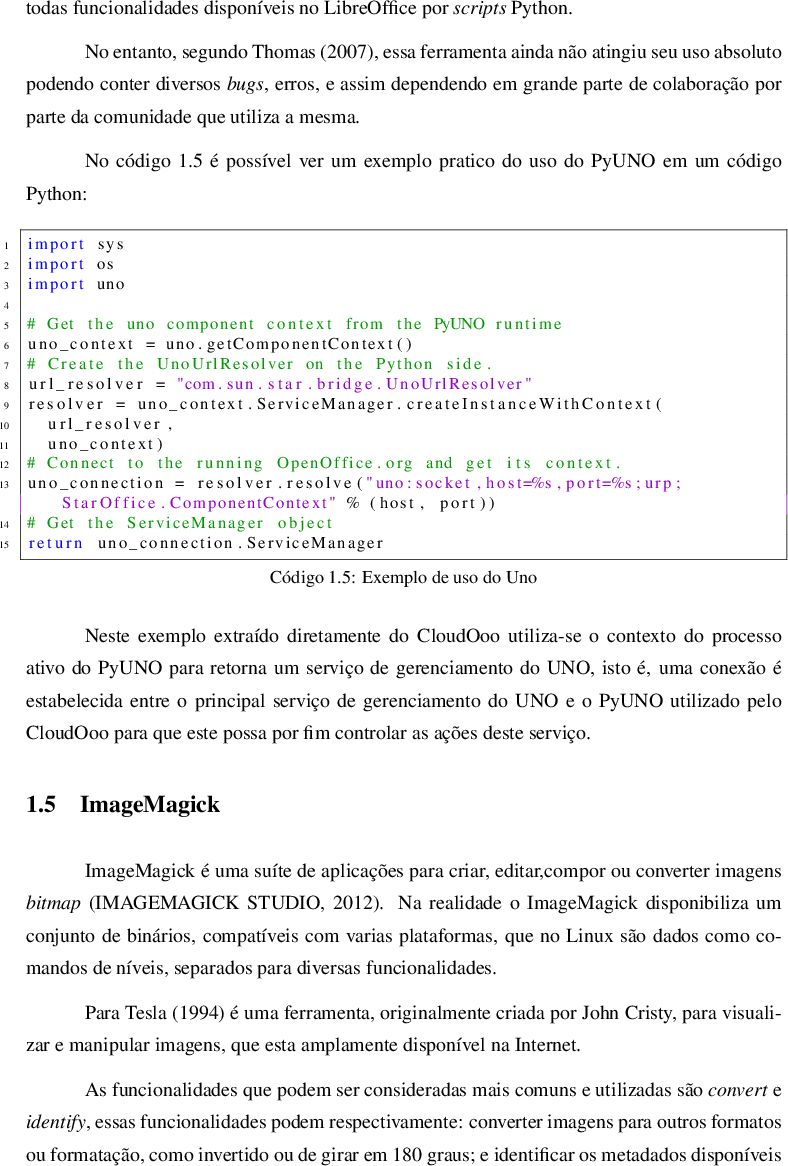 todas funcionalidades disponíveis no LibreOffice por scripts Python.
No entanto, segundo Thomas (2007), essa ferramenta ainda não atingiu seu uso absoluto
podendo conter diversos bugs, erros, e assim dependendo em grande parte de colaboração por
parte da comunidade que utiliza a mesma.
No código 1.5 é possível ver um exemplo pratico do uso do PyUNO em um código
Python:
1 import sys
2 import os
3 import uno
4
5 # Get the uno component context from the PyUNO runtime
6 uno_context = uno.getComponentContext()
7 # Create the UnoUrlResolver on the Python side.
8 url_resolver = "com.sun.star.bridge.UnoUrlResolver"
9 resolver = uno_context.ServiceManager.createInstanceWithContext(
10 url_resolver,
11 uno_context)
12 # Connect to the running OpenOffice.org and get its context.
13 uno_connection = resolver.resolve("uno:socket,host=%s,port=%s;urp;
StarOffice.ComponentContext" % (host, port))
14 # Get the ServiceManager object
15 return uno_connection.ServiceManager
Código 1.5: Exemplo de uso do Uno
Neste exemplo extraído diretamente do CloudOoo utiliza-se o contexto do processo
ativo do PyUNO para retorna um serviço de gerenciamento do UNO, isto é, uma conexão é
estabelecida entre o principal serviço de gerenciamento do UNO e o PyUNO utilizado pelo
CloudOoo para que este possa por fim controlar as ações deste serviço.
1.5 ImageMagick
ImageMagick é uma suíte de aplicações para criar, editar,compor ou converter imagens
bitmap (IMAGEMAGICK STUDIO, 2012). Na realidade o ImageMagick disponibiliza um
conjunto de binários, compatíveis com varias plataformas, que no Linux são dados como co-
mandos de níveis, separados para diversas funcionalidades.
Para Tesla (1994) é uma ferramenta, originalmente criada por John Cristy, para visuali-
zar e manipular imagens, que esta amplamente disponível na Internet.
As funcionalidades que podem ser consideradas mais comuns e utilizadas são convert e
identify, essas funcionalidades podem respectivamente: converter imagens para outros formatos
ou formatação, como invertido ou de girar em 180 graus; e identificar os metadados disponíveis